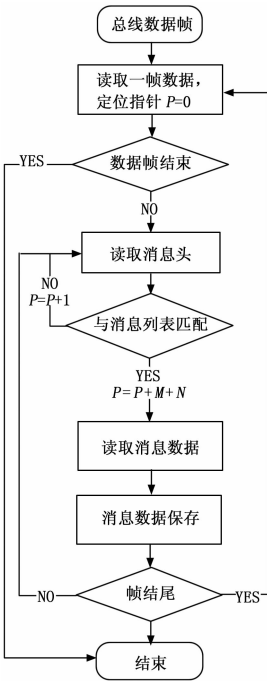 总线数据帧
读取一帧数据，
定位指针 P=0
YES
数据帧结束
NO
读取消息头
NO
P=P+1
与消息列表匹配
YES
P=P+M+N
读取消息数据
消息数据保存
NO
帧结尾
YES
结束